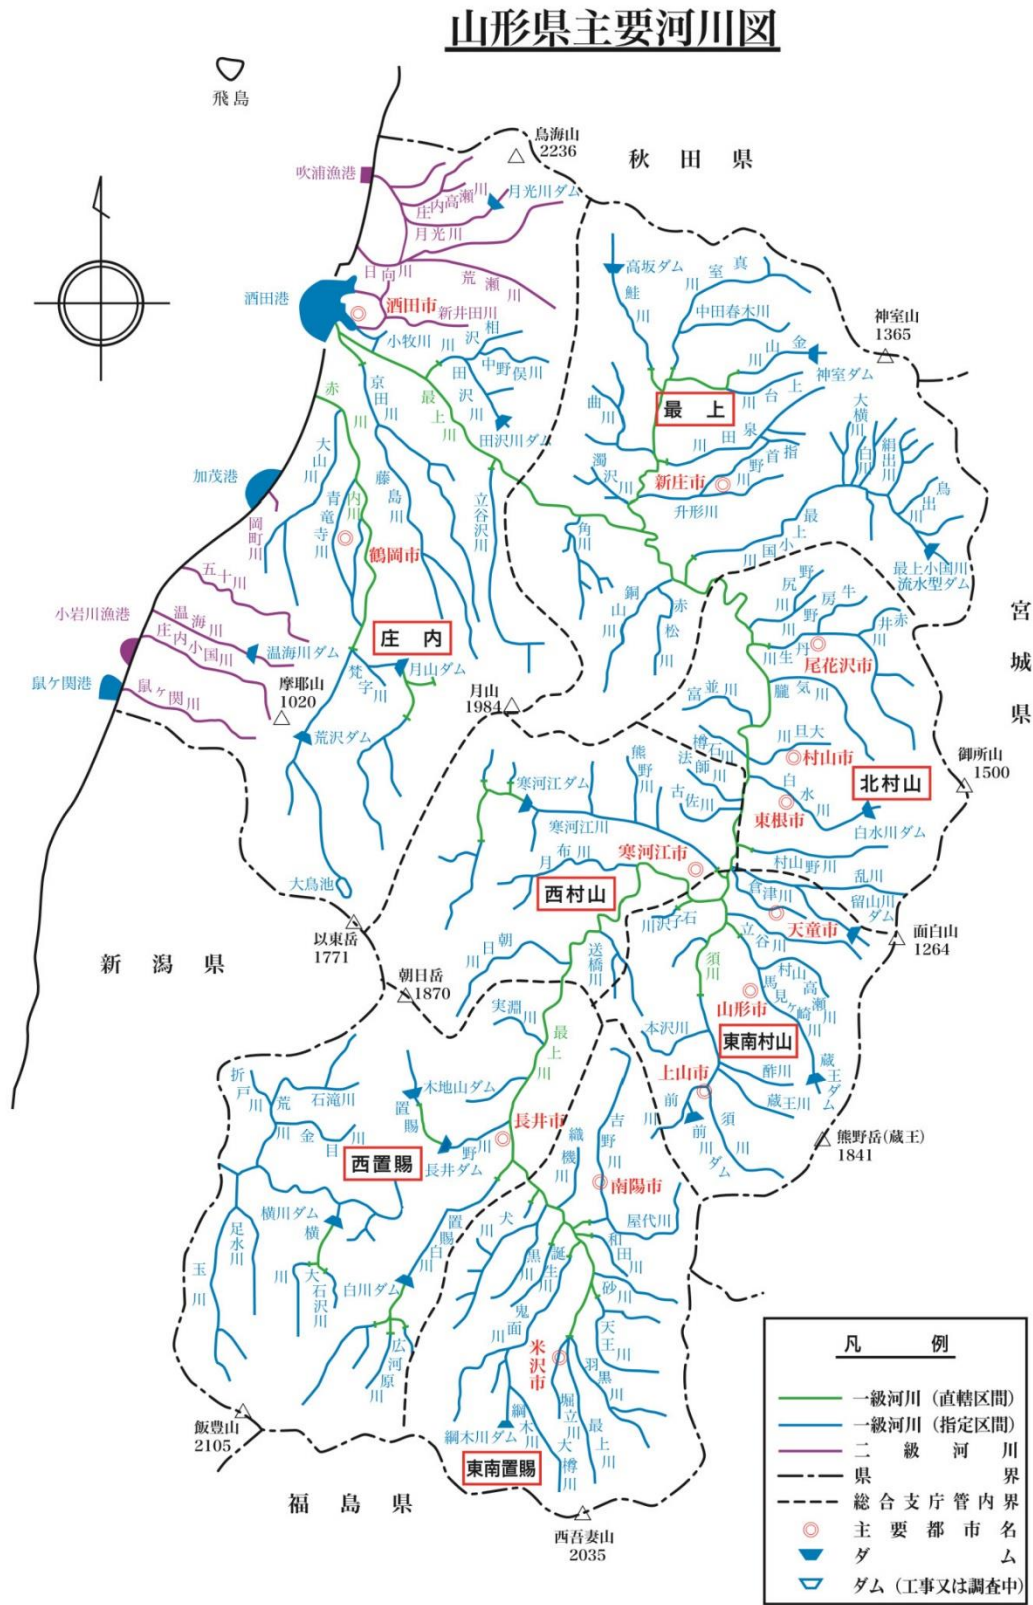 山形県主要河川図
飛島
鳥海山
2236
秋田県
吹浦漁港
庄内高瀬川
月光川ダム
月光川
日向川
荒瀬川
酒田港
酒田市
新井田川
小牧川
相沢川
中野俣川
田沢川
田沢川ダム
京田川
最上川
赤川
高坂ダム
鮭川
真室川
中田春木川
金山川
神室ダム
神室山
1365
最上
上台川
曲川
泉田川
指首野川
新庄市
濁沢川
升形川
大横川
白川
絹出川
鳥出川
最上小国川
最上小国川
流水型ダム
大山川
加茂港
岡町川
青竜寺川
内川
藤島川
鶴岡市
立谷沢川
角川
銅山川
赤松川
五十川
小岩川漁港
温海川
庄内小国川
温海川ダム
鼠ケ関港
鼠ヶ関川
摩耶山
1020
庄内
月山ダム
梵字川
荒沢ダム
大鳥池
月山
1984
宮城県
野尻川
野房
牛
赤井川
丹生川
尾花沢市
富並川
朧気川
大旦川
村山市
樽石川
法師川
古佐川
白水川
北村山
東根市
白水川ダム
御所山
1500
熊野川
寒河江ダム
寒河江川
寒河江市
月布川
西村山
村山野川
乱川
倉津川
留山川
ダム
天童市
面白山
1264
石子沢川
立谷川
須川
以東岳
1771
新潟県
朝日岳
1870
朝日川
送橋川
村山高瀬川
馬見ヶ崎川
山形市
東南村山
本沢川
上山市
酢川
蔵王川
蔵王ダム
前川
前川ダム
須川
熊野岳(蔵王)
1841
実淵川
最上川
折戸川
荒川
石滝川
金目川
木地山ダム
置賜野川
長井市
長井ダム
西置賜
吉野川
織機川
南陽市
屋代川
横川ダム
横川
足水川
玉川
大石沢川
置賜白川
白川ダム
広河原川
犬川
黒川
誕生川
鬼面川
和田川
砂川
天王川
羽黒川
米沢市
堀立川
最上川
綱木川
綱木川ダム
大樽川
東南置賜
飯豊山
2105
福島県
西吾妻山
2035
凡例
一級河川（直轄区間）
一級河川（指定区間）
二級河川
県界
総合支庁管内界
主要都市名
ダム
ダム（工事又は調査中）